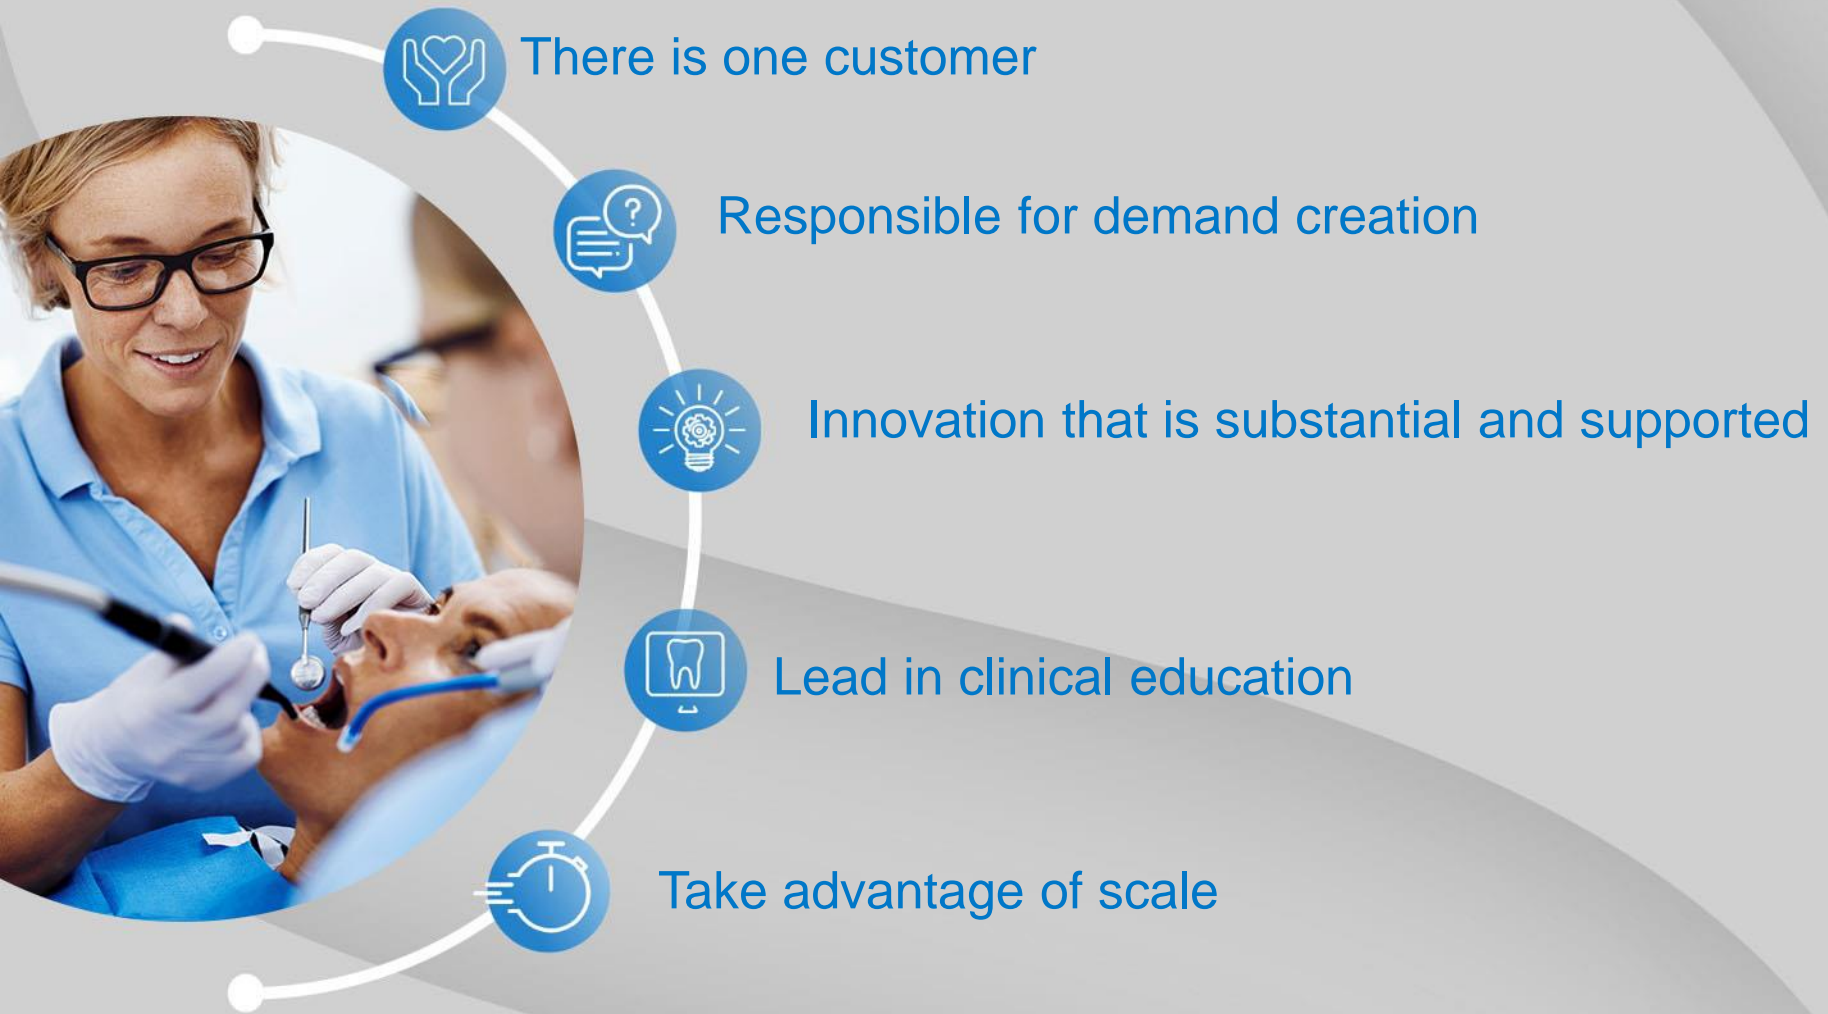 There is one customer
?
Responsible for demand creation
Innovation that is substantial and supported
Lead in clinical education
Take advantage of scale